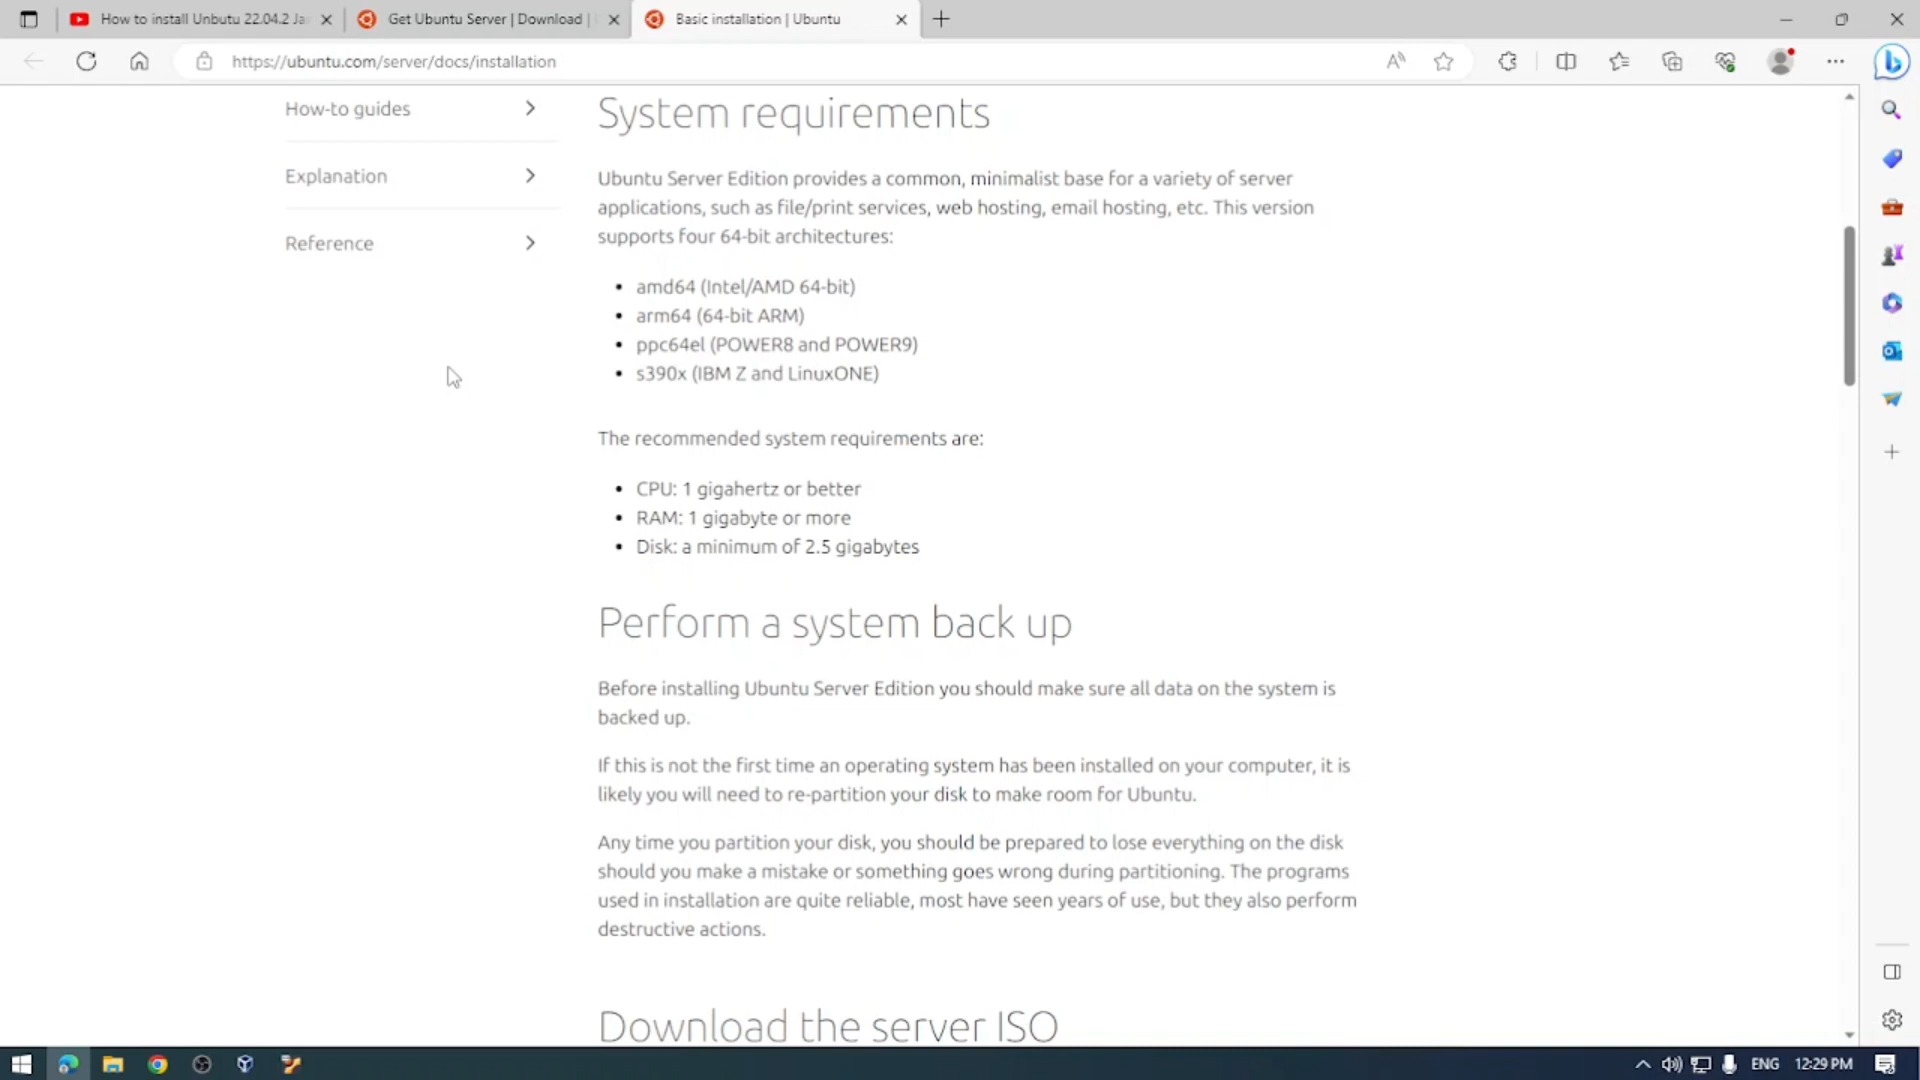 How to install Unbutu 22.04.2 Ja
Get Ubuntu Server | Download |
Basic installation | Ubuntu
https://ubuntu.com/server/docs/installation
How-to guides
Explanation
Reference
System requirements
Ubuntu Server Edition provides a common, minimalist base for a variety of server
applications, such as file/print services, web hosting, email hosting, etc. This version
supports four 64-bit architectures:
• amd64 (Intel/AMD 64-bit)
• arm64 (64-bit ARM)
• ppc64el (POWER8 and POWER9)
• s390x (IBM Z and LinuxONE)
The recommended system requirements are:
• CPU: 1 gigahertz or better
• RAM: 1 gigabyte or more
• Disk: a minimum of 2.5 gigabytes
Perform a system back up
Before installing Ubuntu Server Edition you should make sure all data on the system is
backed up.
If this is not the first time an operating system has been installed on your computer, it is
likely you will need to re-partition your disk to make room for Ubuntu.
Any time you partition your disk, you should be prepared to lose everything on the disk
should you make a mistake or something goes wrong during partitioning. The programs
used in installation are quite reliable, most have seen years of use, but they also perform
destructive actions.
Download the server ISO
ENG
12:29 PM